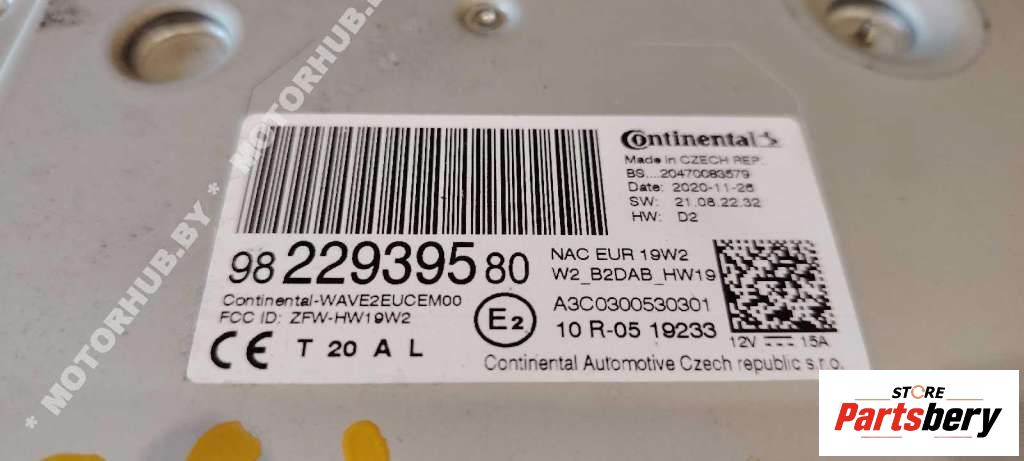 * MOTORHUB.BY * MOTORHUB.BY
Continental
Made in CZECH REP.
BS...20470083579
Date: 2020-11-26
SW: 21.08.22.32
HW: D2
98 229395 80
NAC EUR 19W2
W2_B2DAB_HW19
Continental-WAVE2EUCEM00
FCC ID: ZFW-HW19W2
E2
A3C0300530301
10 R-05 19233
12V 15A
CE T 20 A L
Continental Automotive Czech republic s.r.o.
STORE
Partsbery